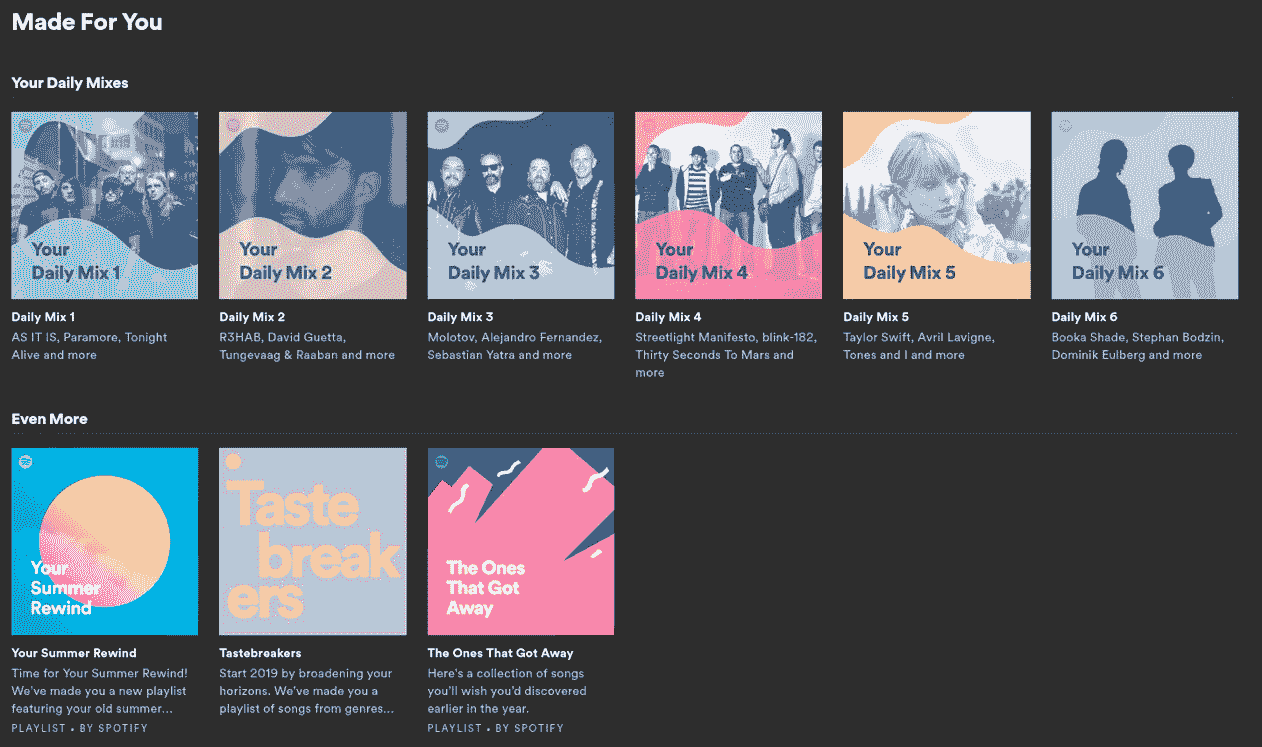 Made For You
Your Daily Mixes
Your
Daily Mix 1
Your
Daily Mix 2
Your
Daily Mix 3
Your
Daily Mix 4
Your
Daily Mix 5
Your
Daily Mix 6
Daily Mix 1
AS IT IS, Paramore, Tonight
Alive and more
Daily Mix 2
R3HAB, David Guetta,
Tungevaag & Raaban and more
Daily Mix 3
Molotov, Alejandro Fernandez,
Sebastian Yatra and more
Daily Mix 4
Streetlight Manifesto, blink-182,
Thirty Seconds To Mars and
more
Daily Mix 5
Taylor Swift, Avril Lavigne,
Tones and I and more
Daily Mix 6
Booka Shade, Stephan Bodzin,
Dominik Eulberg and more
Even More
Your
Summer
Rewind
Taste
break
ers
The Ones
That Got
Away
Your Summer Rewind
Time for Your Summer Rewind!
We've made you a new playlist
featuring your old summer...
PLAYLIST • BY SPOTIFY
Tastebreakers
Start 2019 by broadening your
horizons. We've made you a
playlist of songs from genres...
The Ones That Got Away
Here's a collection of songs
you'll wish you'd discovered
earlier in the year.
PLAYLIST • BY SPOTIFY